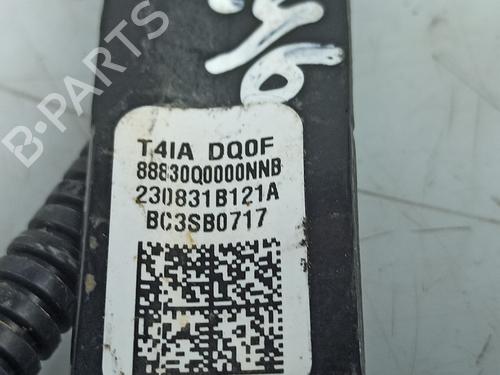 T4IA DQ0F
88830Q0000NNB
230831B121A
BC3SB0717
B-PARTS